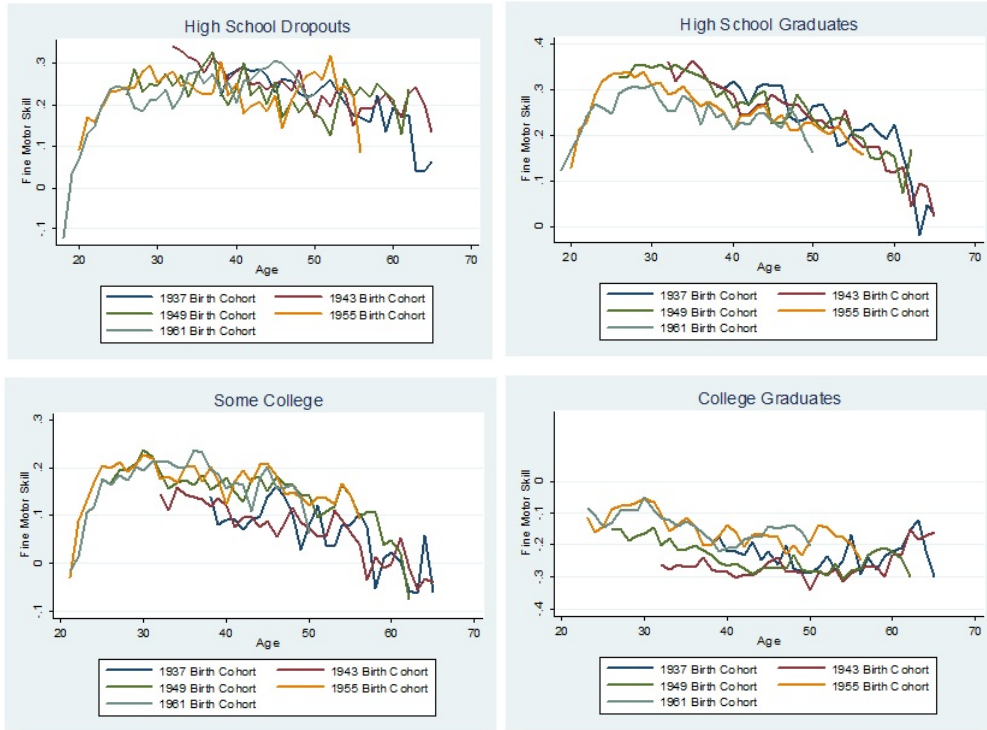 High School Dropouts
Fine Motor Skill
.3
.2
.1
0
-.1
20 30 40 50 60 70
Age
1937 Birth Cohort 1943 Birth Cohort
1949 Birth Cohort 1955 Birth Cohort
1961 Birth Cohort
High School Graduates
Fine Motor Skill
.4
.3
.2
.1
0
20 30 40 50 60 70
Age
1937 Birth Cohort 1943 Birth Cohort
1949 Birth Cohort 1955 Birth Cohort
1961 Birth Cohort
Some College
Fine Motor Skill
.3
.2
.1
0
-.1
20 30 40 50 60 70
Age
1937 Birth Cohort 1943 Birth Cohort
1949 Birth Cohort 1955 Birth Cohort
1961 Birth Cohort
College Graduates
Fine Motor Skill
0
-.1
-.2
-.3
-.4
20 30 40 50 60 70
Age
1937 Birth Cohort 1943 Birth Cohort
1949 Birth Cohort 1955 Birth Cohort
1961 Birth Cohort